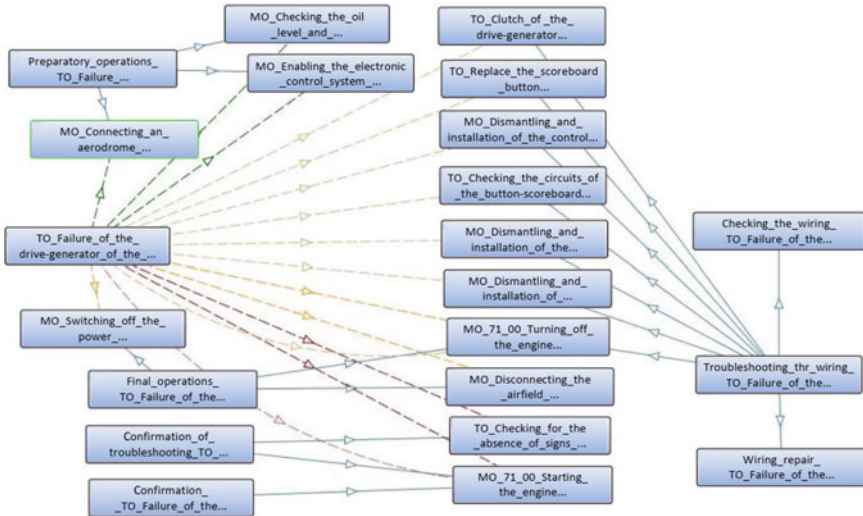 MO_Checking_the_oil
_level_and_...
Preparatory_operations_
TO_Failure_...
MO_Enabling_the_electronic
_control_system_...
MO_Connecting_an_
aerodrome_...
TO_Failure_of_the_
drive-generator_of_the_...
MO_Switching_off_the_
power_...
Final_operations_
TO_Failure_of_the...
Confirmation_of_
troubleshooting_TO_...
Confirmation_
_TO_Failure_of_the...
TO_Clutch_of_the_
drive-generator...
TO_Replace_the_scoreboard
_button...
MO_Dismantling_and_
installation_of_the_control...
TO_Checking_the_circuits_of
_the_button-scoreboard...
MO_Dismantling_and_
installation_of_the...
MO_Dismantling_and_
installation_of_...
MO_71_00_Turning_off_
the_engine...
MO_Disconnecting_the
_airfield_...
TO_Checking_for_the
_absence_of_signs_...
MO_71_00_Starting_
the_engine...
Checking_the_wiring_
TO_Failure_of_the...
Troubleshooting_thr_wiring_
TO_Failure_of_the...
Wiring_repair_
TO_Failure_of_the...